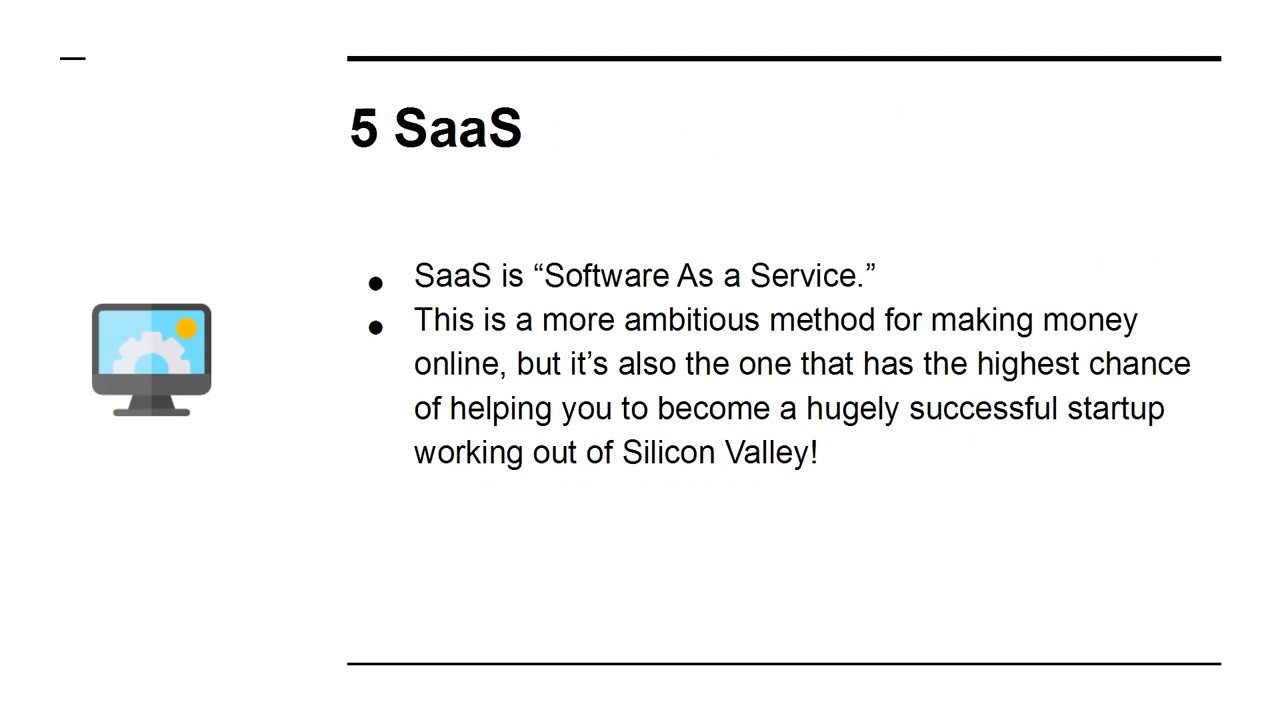 5 SaaS
● SaaS is “Software As a Service.”
● This is a more ambitious method for making money
online, but it’s also the one that has the highest chance
of helping you to become a hugely successful startup
working out of Silicon Valley!